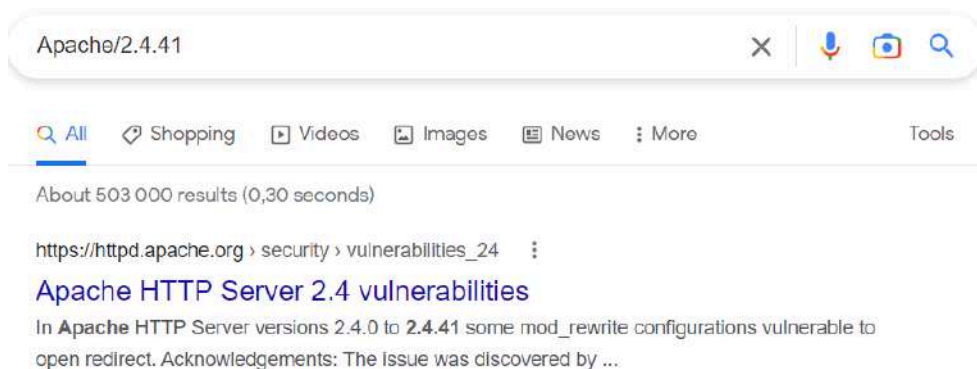 Apache/2.4.41
All Shopping Videos Images News More Tools
About 503 000 results (0,30 seconds)
https://httpd.apache.org › security › vulnerabilities_24
Apache HTTP Server 2.4 vulnerabilities
In Apache HTTP Server versions 2.4.0 to 2.4.41 some mod_rewrite configurations vulnerable to
open redirect. Acknowledgements: The issue was discovered by ...